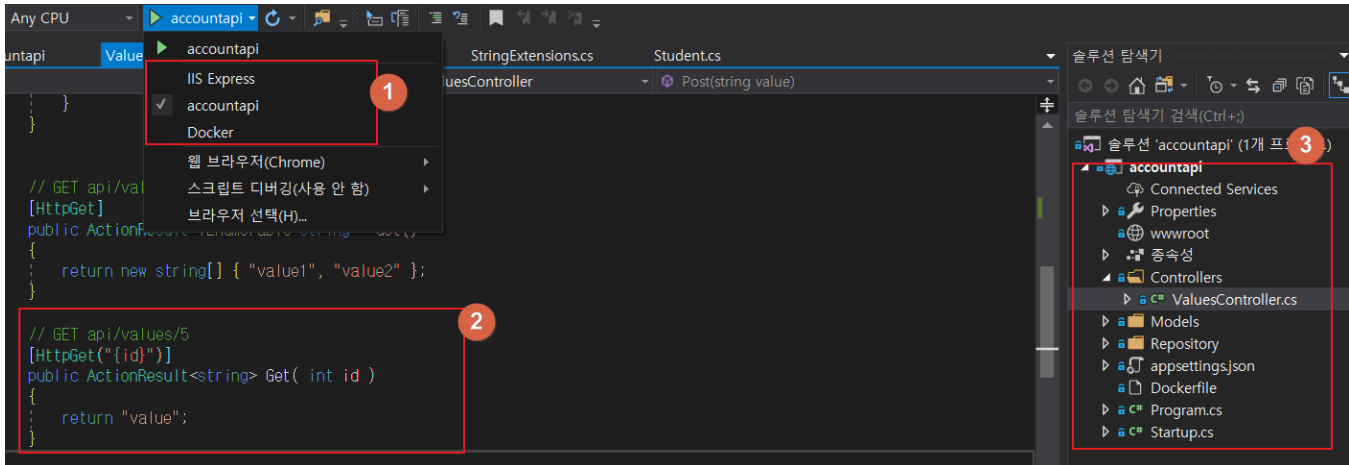 Any CPU
accountapi
accountapi
IIS Express
accountapi
Docker
웹 브라우저(Chrome)
스크립트 디버깅(사용 안 함)
브라우저 선택(H)...
1
untapi
Value
StringExtensions.cs
Student.cs
uesController
Post(string value)
}
}
// GET api/val
[HttpGet]
public
{
return new string[] { "value1", "value2" };
}
2
// GET api/values/5
[HttpGet("{id}")]
public ActionResult<string> Get( int id )
{
return "value";
}
솔루션 탐색기
솔루션 탐색기 검색(Ctrl+;)
솔루션 'accountapi' (1개 프
3
accountapi
Connected Services
Properties
wwwroot
종속성
Controllers
C# ValuesController.cs
Models
Repository
appsettings.json
Dockerfile
C# Program.cs
C# Startup.cs